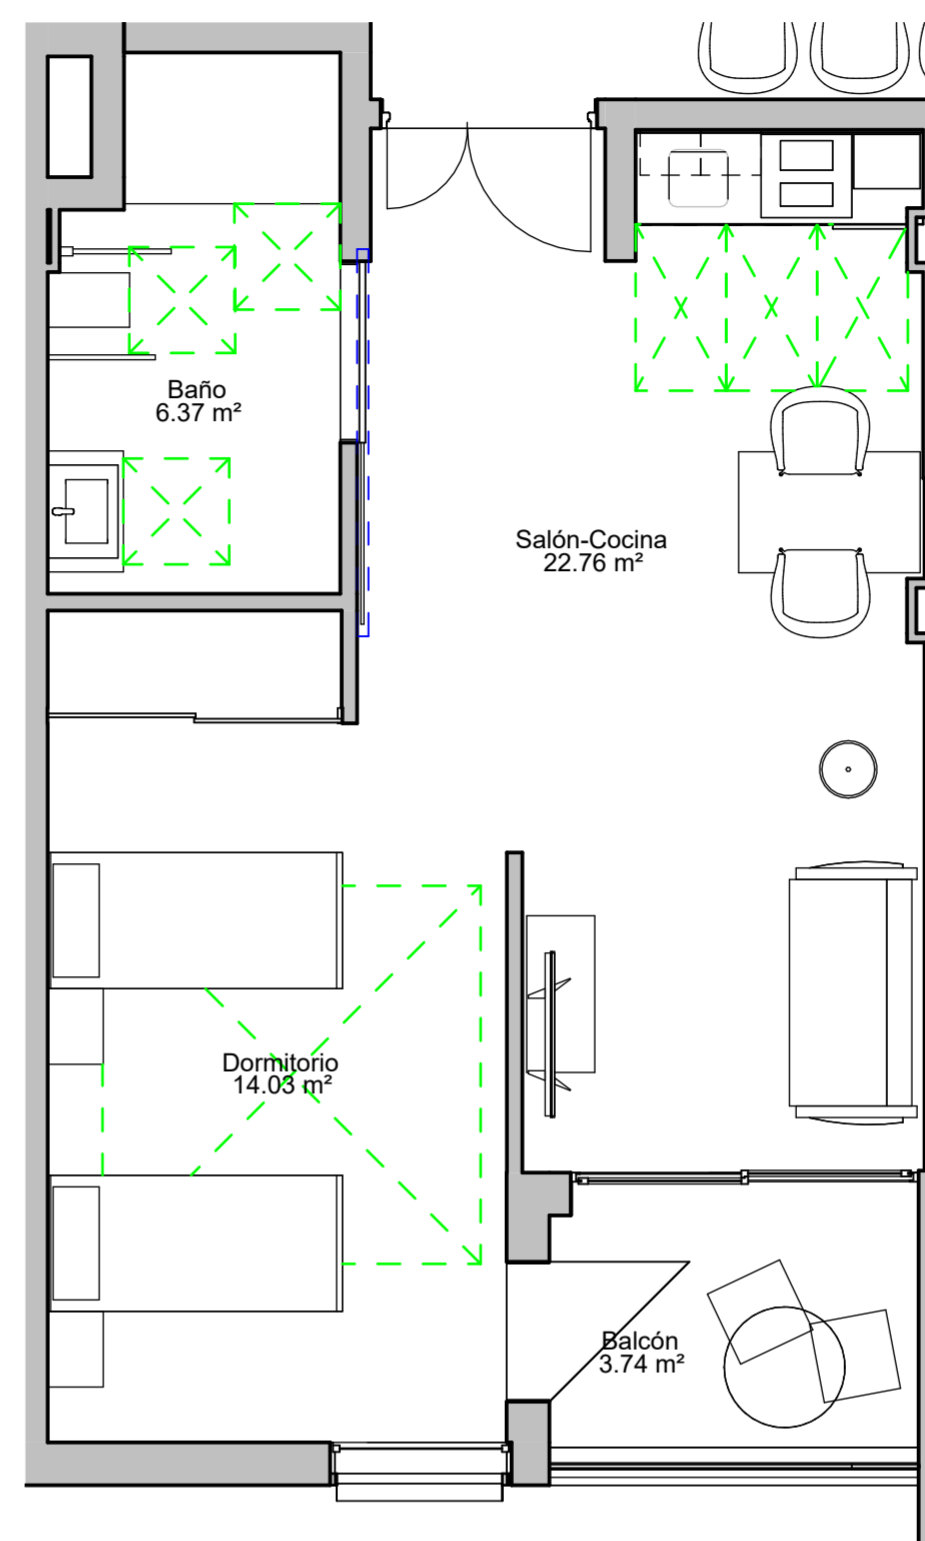 Baño
6.37 m²
Salón-Cocina
22.76 m²
Dormitorio
14.03 m²
Balcón
3.74 m²